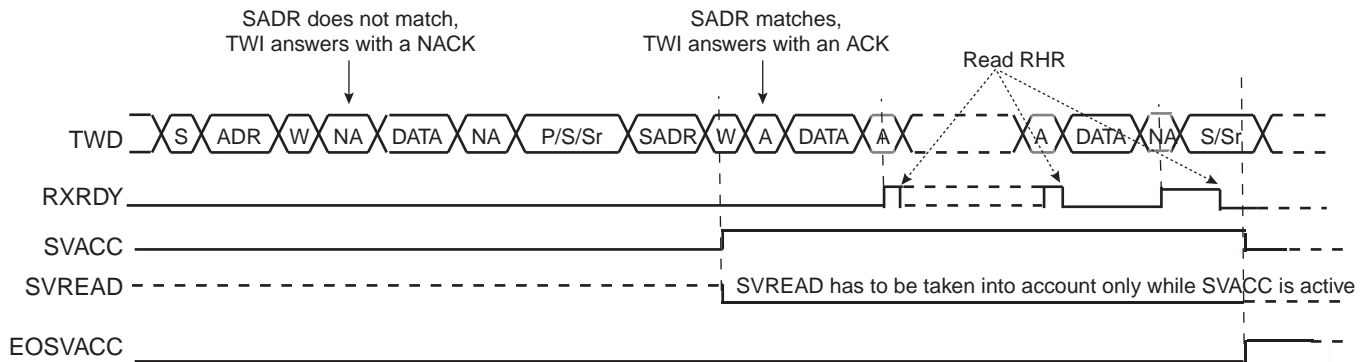 SADR does not match,
TWI answers with a NACK
SADR matches,
TWI answers with an ACK
Read RHR
TWD S ADR W NA DATA NA P/S/Sr SADR W A DATA A A DATA NA S/Sr
RXRDY
SVACC
SVREAD SVREAD has to be taken into account only while SVACC is active
EOSVACC